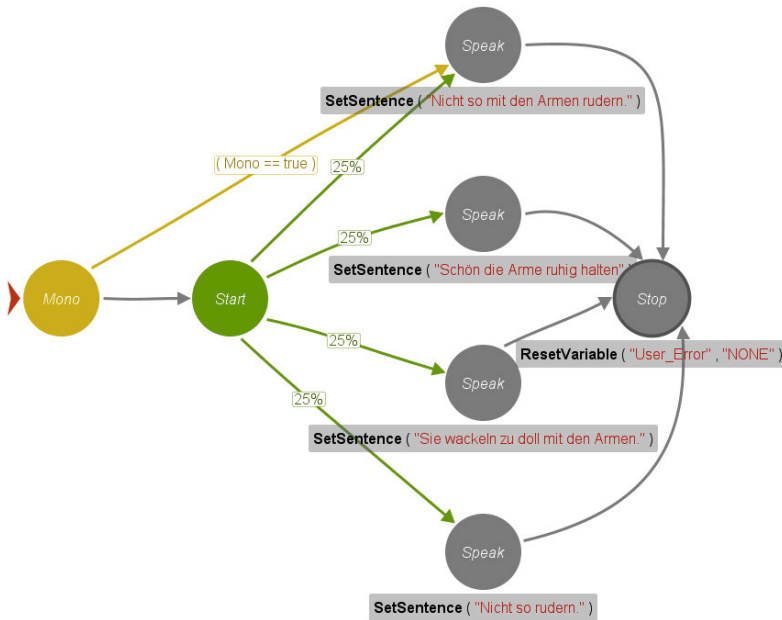 Speak
SetSentence ( "Nicht so mit den Armen rudern." )
( Mono == true )
25%
Speak
25%
SetSentence ( "Schön die Arme ruhig halten" )
Mono
Start
Stop
25%
ResetVariable ( "User_Error" , "NONE" )
Speak
25%
SetSentence ( "Sie wackeln zu doll mit den Armen." )
Speak
SetSentence ( "Nicht so rudern." )